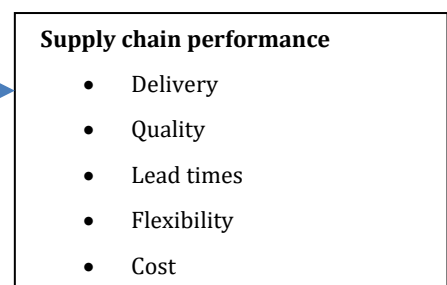 Supply chain performance
• Delivery
• Quality
• Lead times
• Flexibility
• Cost